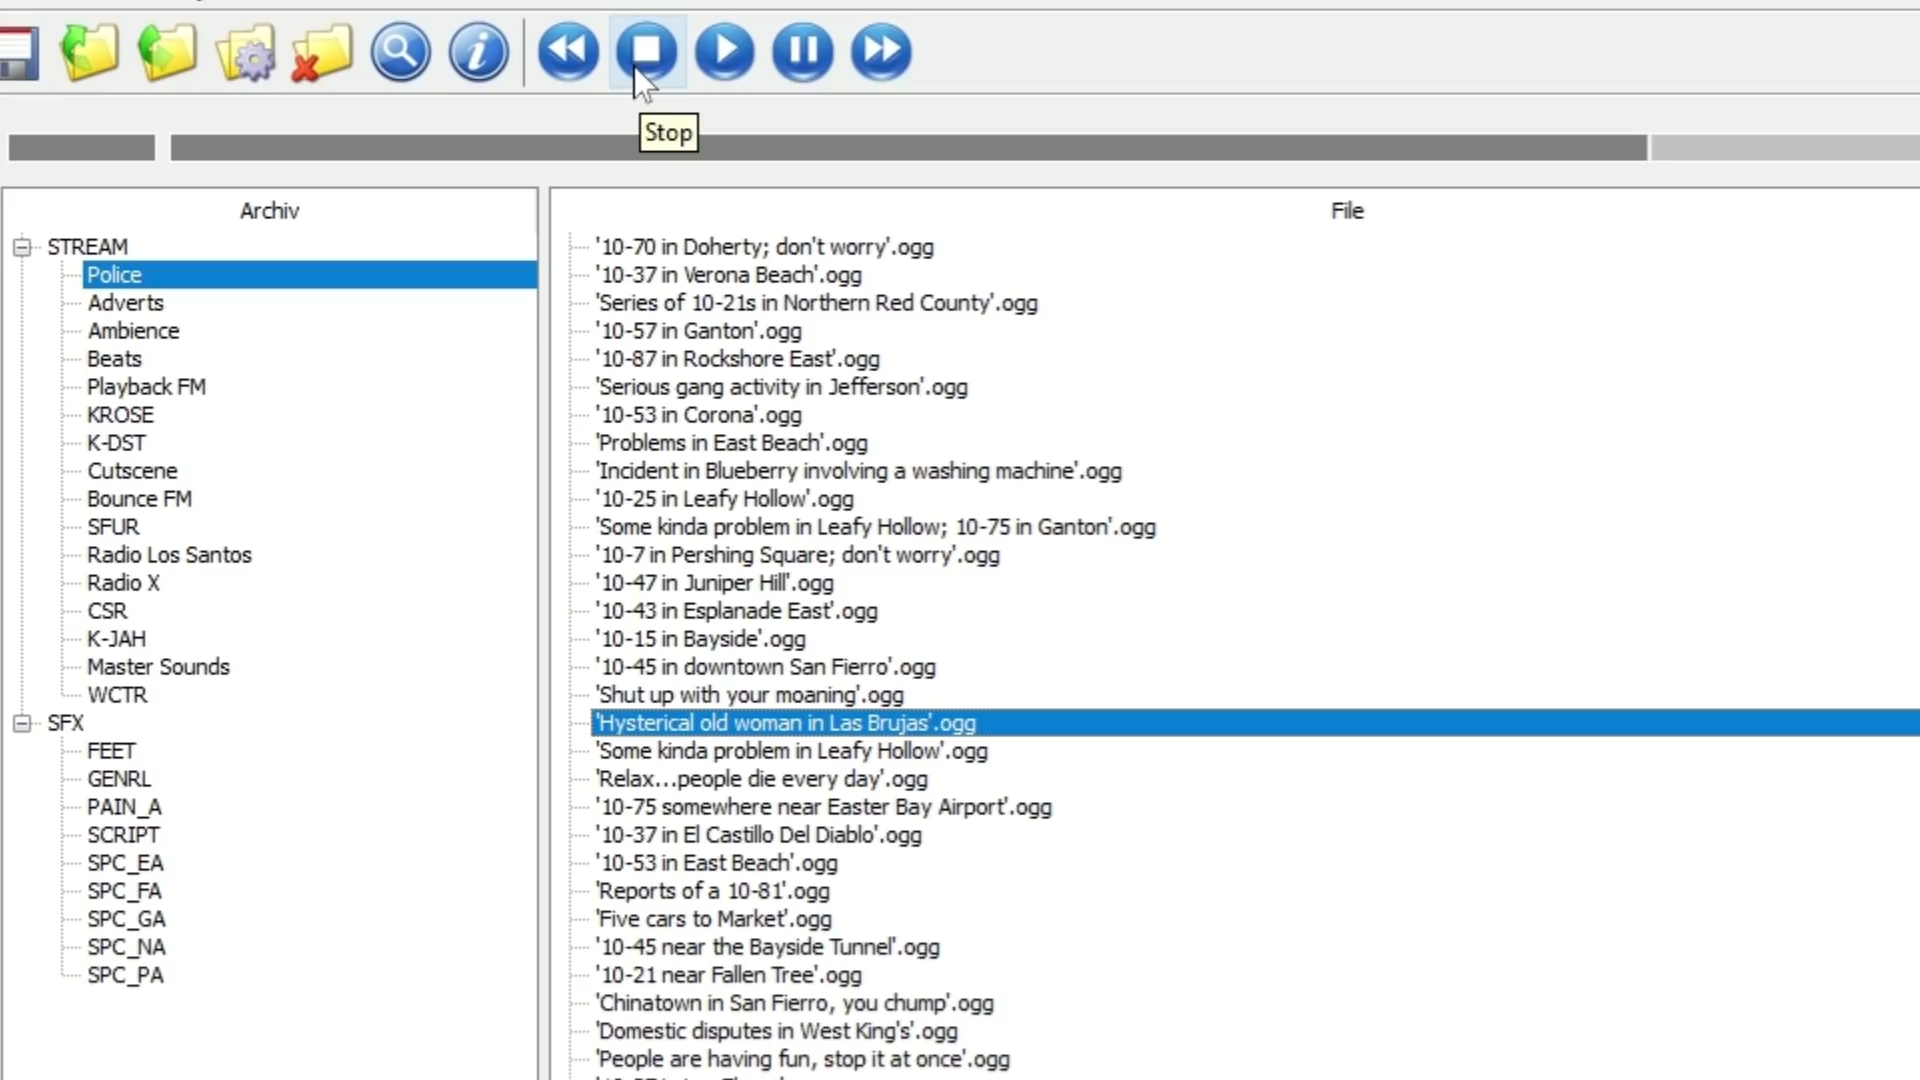 Stop
Archiv
STREAM
Police
Adverts
Ambience
Beats
Playback FM
KROSE
K-DST
Cutscene
Bounce FM
SFUR
Radio Los Santos
Radio X
CSR
K-JAH
Master Sounds
WCTR
SFX
FEET
GENRL
PAIN_A
SCRIPT
SPC_EA
SPC_FA
SPC_GA
SPC_NA
SPC_PA
File
'10-70 in Doherty; don't worry'.ogg
'10-37 in Verona Beach'.ogg
'Series of 10-21s in Northern Red County'.ogg
'10-57 in Ganton'.ogg
'10-87 in Rockshore East'.ogg
'Serious gang activity in Jefferson'.ogg
'10-53 in Corona'.ogg
'Problems in East Beach'.ogg
'Incident in Blueberry involving a washing machine'.ogg
'10-25 in Leafy Hollow'.ogg
'Some kinda problem in Leafy Hollow; 10-75 in Ganton'.ogg
'10-7 in Pershing Square; don't worry'.ogg
'10-47 in Juniper Hill'.ogg
'10-43 in Esplanade East'.ogg
'10-15 in Bayside'.ogg
'10-45 in downtown San Fierro'.ogg
'Shut up with your moaning'.ogg
'Hysterical old woman in Las Brujas'.ogg
'Some kinda problem in Leafy Hollow'.ogg
'Relax...people die every day'.ogg
'10-75 somewhere near Easter Bay Airport'.ogg
'10-37 in El Castillo Del Diablo'.ogg
'10-53 in East Beach'.ogg
'Reports of a 10-81'.ogg
'Five cars to Market'.ogg
'10-45 near the Bayside Tunnel'.ogg
'10-21 near Fallen Tree'.ogg
'Chinatown in San Fierro, you chump'.ogg
'Domestic disputes in West King's'.ogg
'People are having fun, stop it at once'.ogg